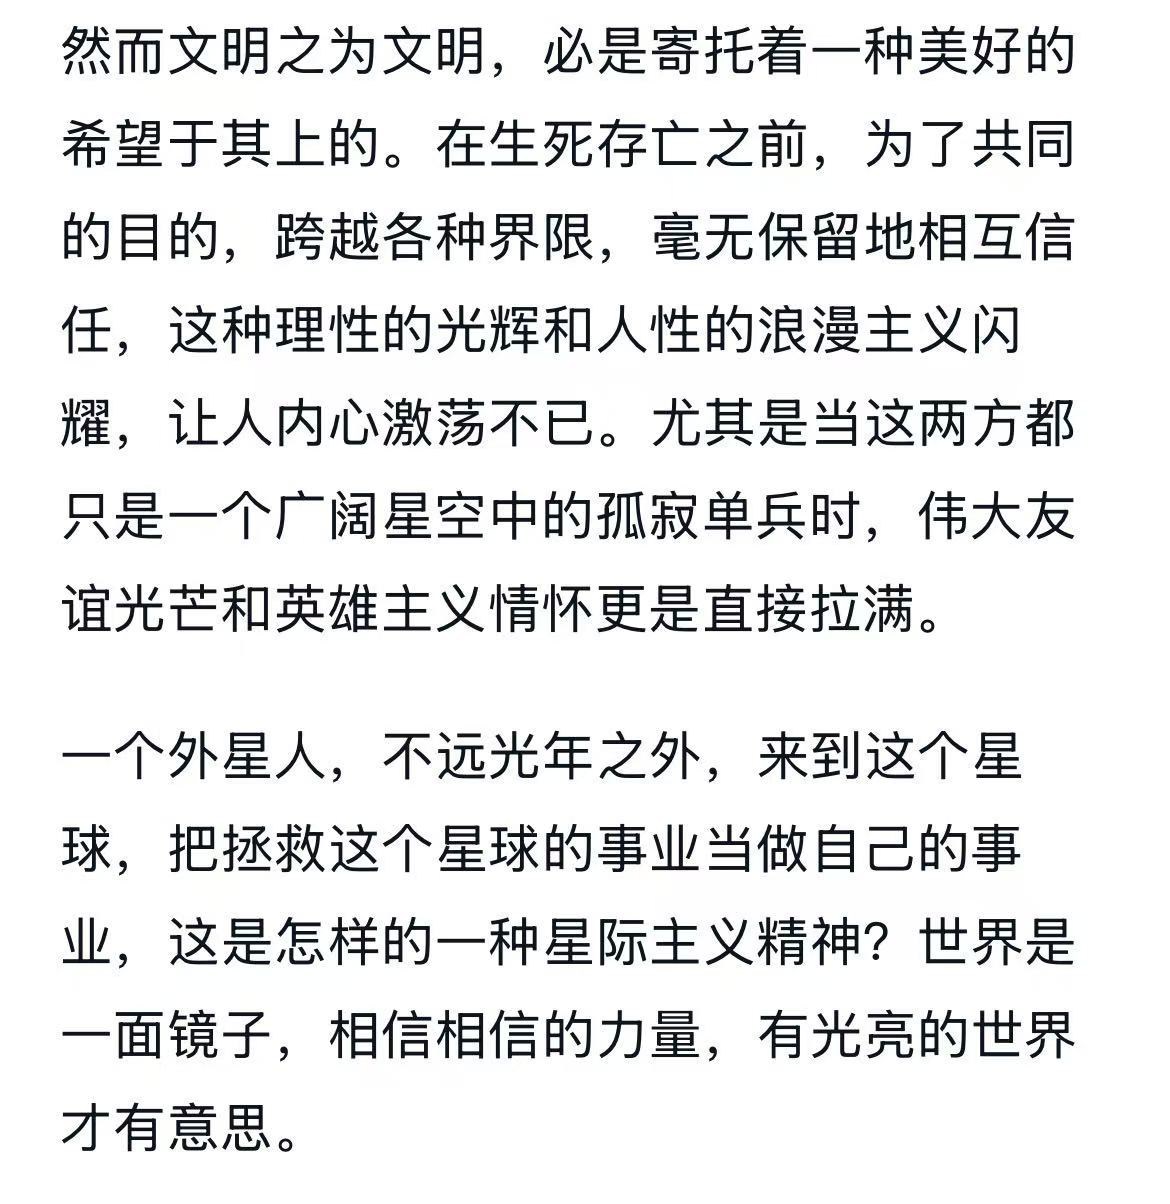 然而文明之为文明，必是寄托着一种美好的
希望于其上的。在生死存亡之前，为了共同
的目的，跨越各种界限，毫无保留地相互信
任，这种理性的光辉和人性的浪漫主义闪
耀，让人内心激荡不已。尤其是当这两方都
只是一个广阔星空中的孤寂单兵时，伟大友
谊光芒和英雄主义情怀更是直接拉满。
一个外星人，不远光年之外，来到这个星
球，把拯救这个星球的事业当做自己的事
业，这是怎样的一种星际主义精神？世界是
一面镜子，相信相信的力量，有光亮的世界
才有意思。